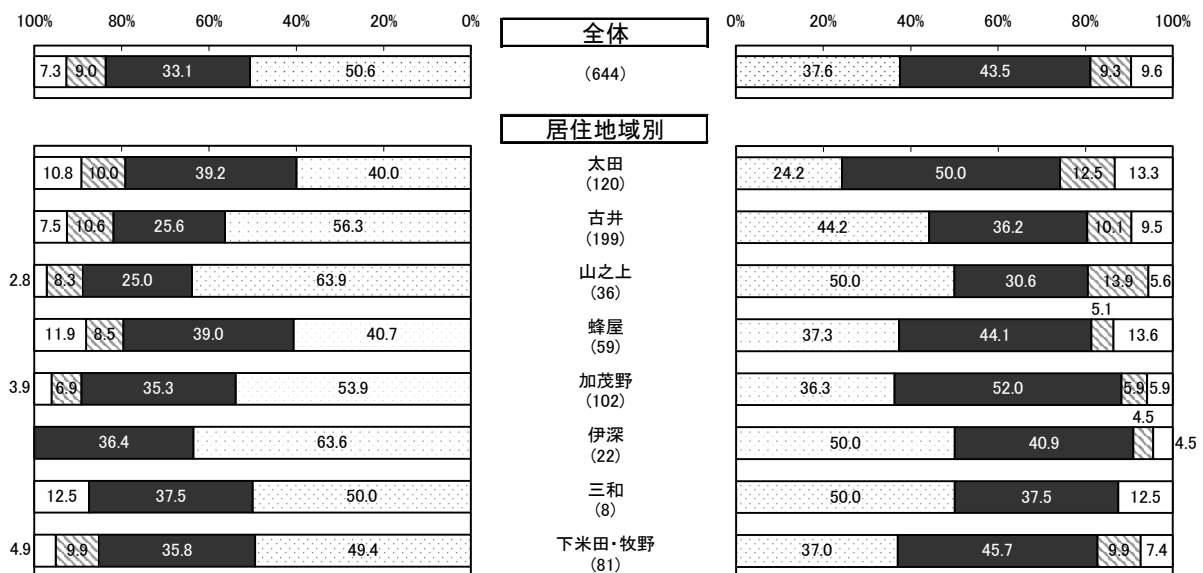 100% 80% 60% 40% 20% 0% 0% 20% 40% 60% 80% 100%
全体
7.3 9.0 33.1 50.6 (644) 37.6 43.5 9.3 9.6
居住地域別
10.8 10.0 39.2 40.0 太田 24.2 50.0 12.5 13.3
(120)
7.5 10.6 25.6 56.3 古井 44.2 36.2 10.1 9.5
(199)
2.8 8.3 25.0 63.9 山之上 50.0 30.6 13.9 5.6
(36)
5.1
11.9 8.5 39.0 40.7 蜂屋 37.3 44.1 13.6
(59)
3.9 6.9 35.3 53.9 加茂野 36.3 52.0 5.9 5.9
(102)
4.5
36.4 63.6 伊深 50.0 40.9 4.5
(22)
12.5 37.5 50.0 三和 50.0 37.5 12.5
(8)
4.9 9.9 35.8 49.4 下米田・牧野 37.0 45.7 9.9 7.4
(81)